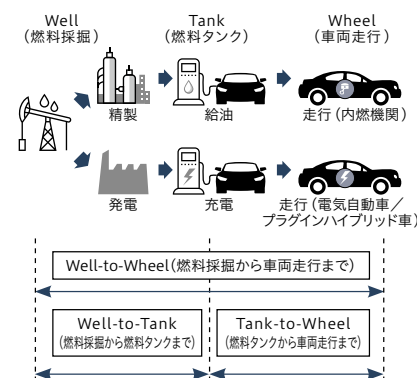 Well
(燃料採掘)
Tank
(燃料タンク)
Wheel
(車両走行)
精製
給油
走行(内燃機関)
発電
充電
走行(電気自動車/
プラグインハイブリッド車)
Well-to-Wheel(燃料採掘から車両走行まで)
Well-to-Tank
(燃料採掘から燃料タンクまで)
Tank-to-Wheel
(燃料タンクから車両走行まで)